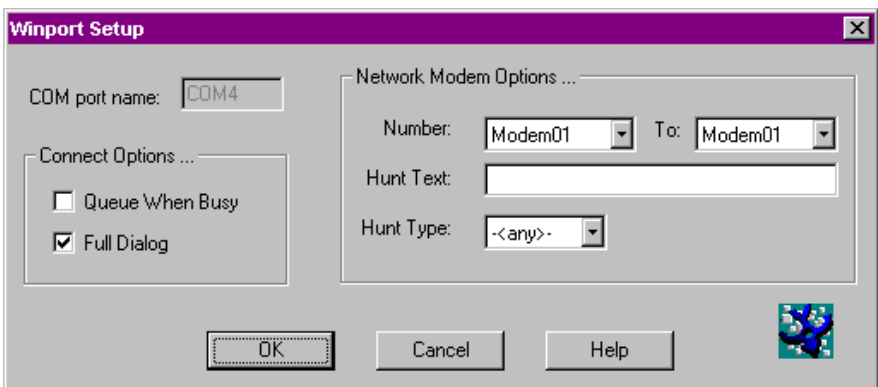 Winport Setup
COM port name: COM4
Connect Options ...
Queue When Busy
Full Dialog
Network Modem Options ...
Number: Modem01 To: Modem01
Hunt Text:
Hunt Type: -<any>-
OK Cancel Help